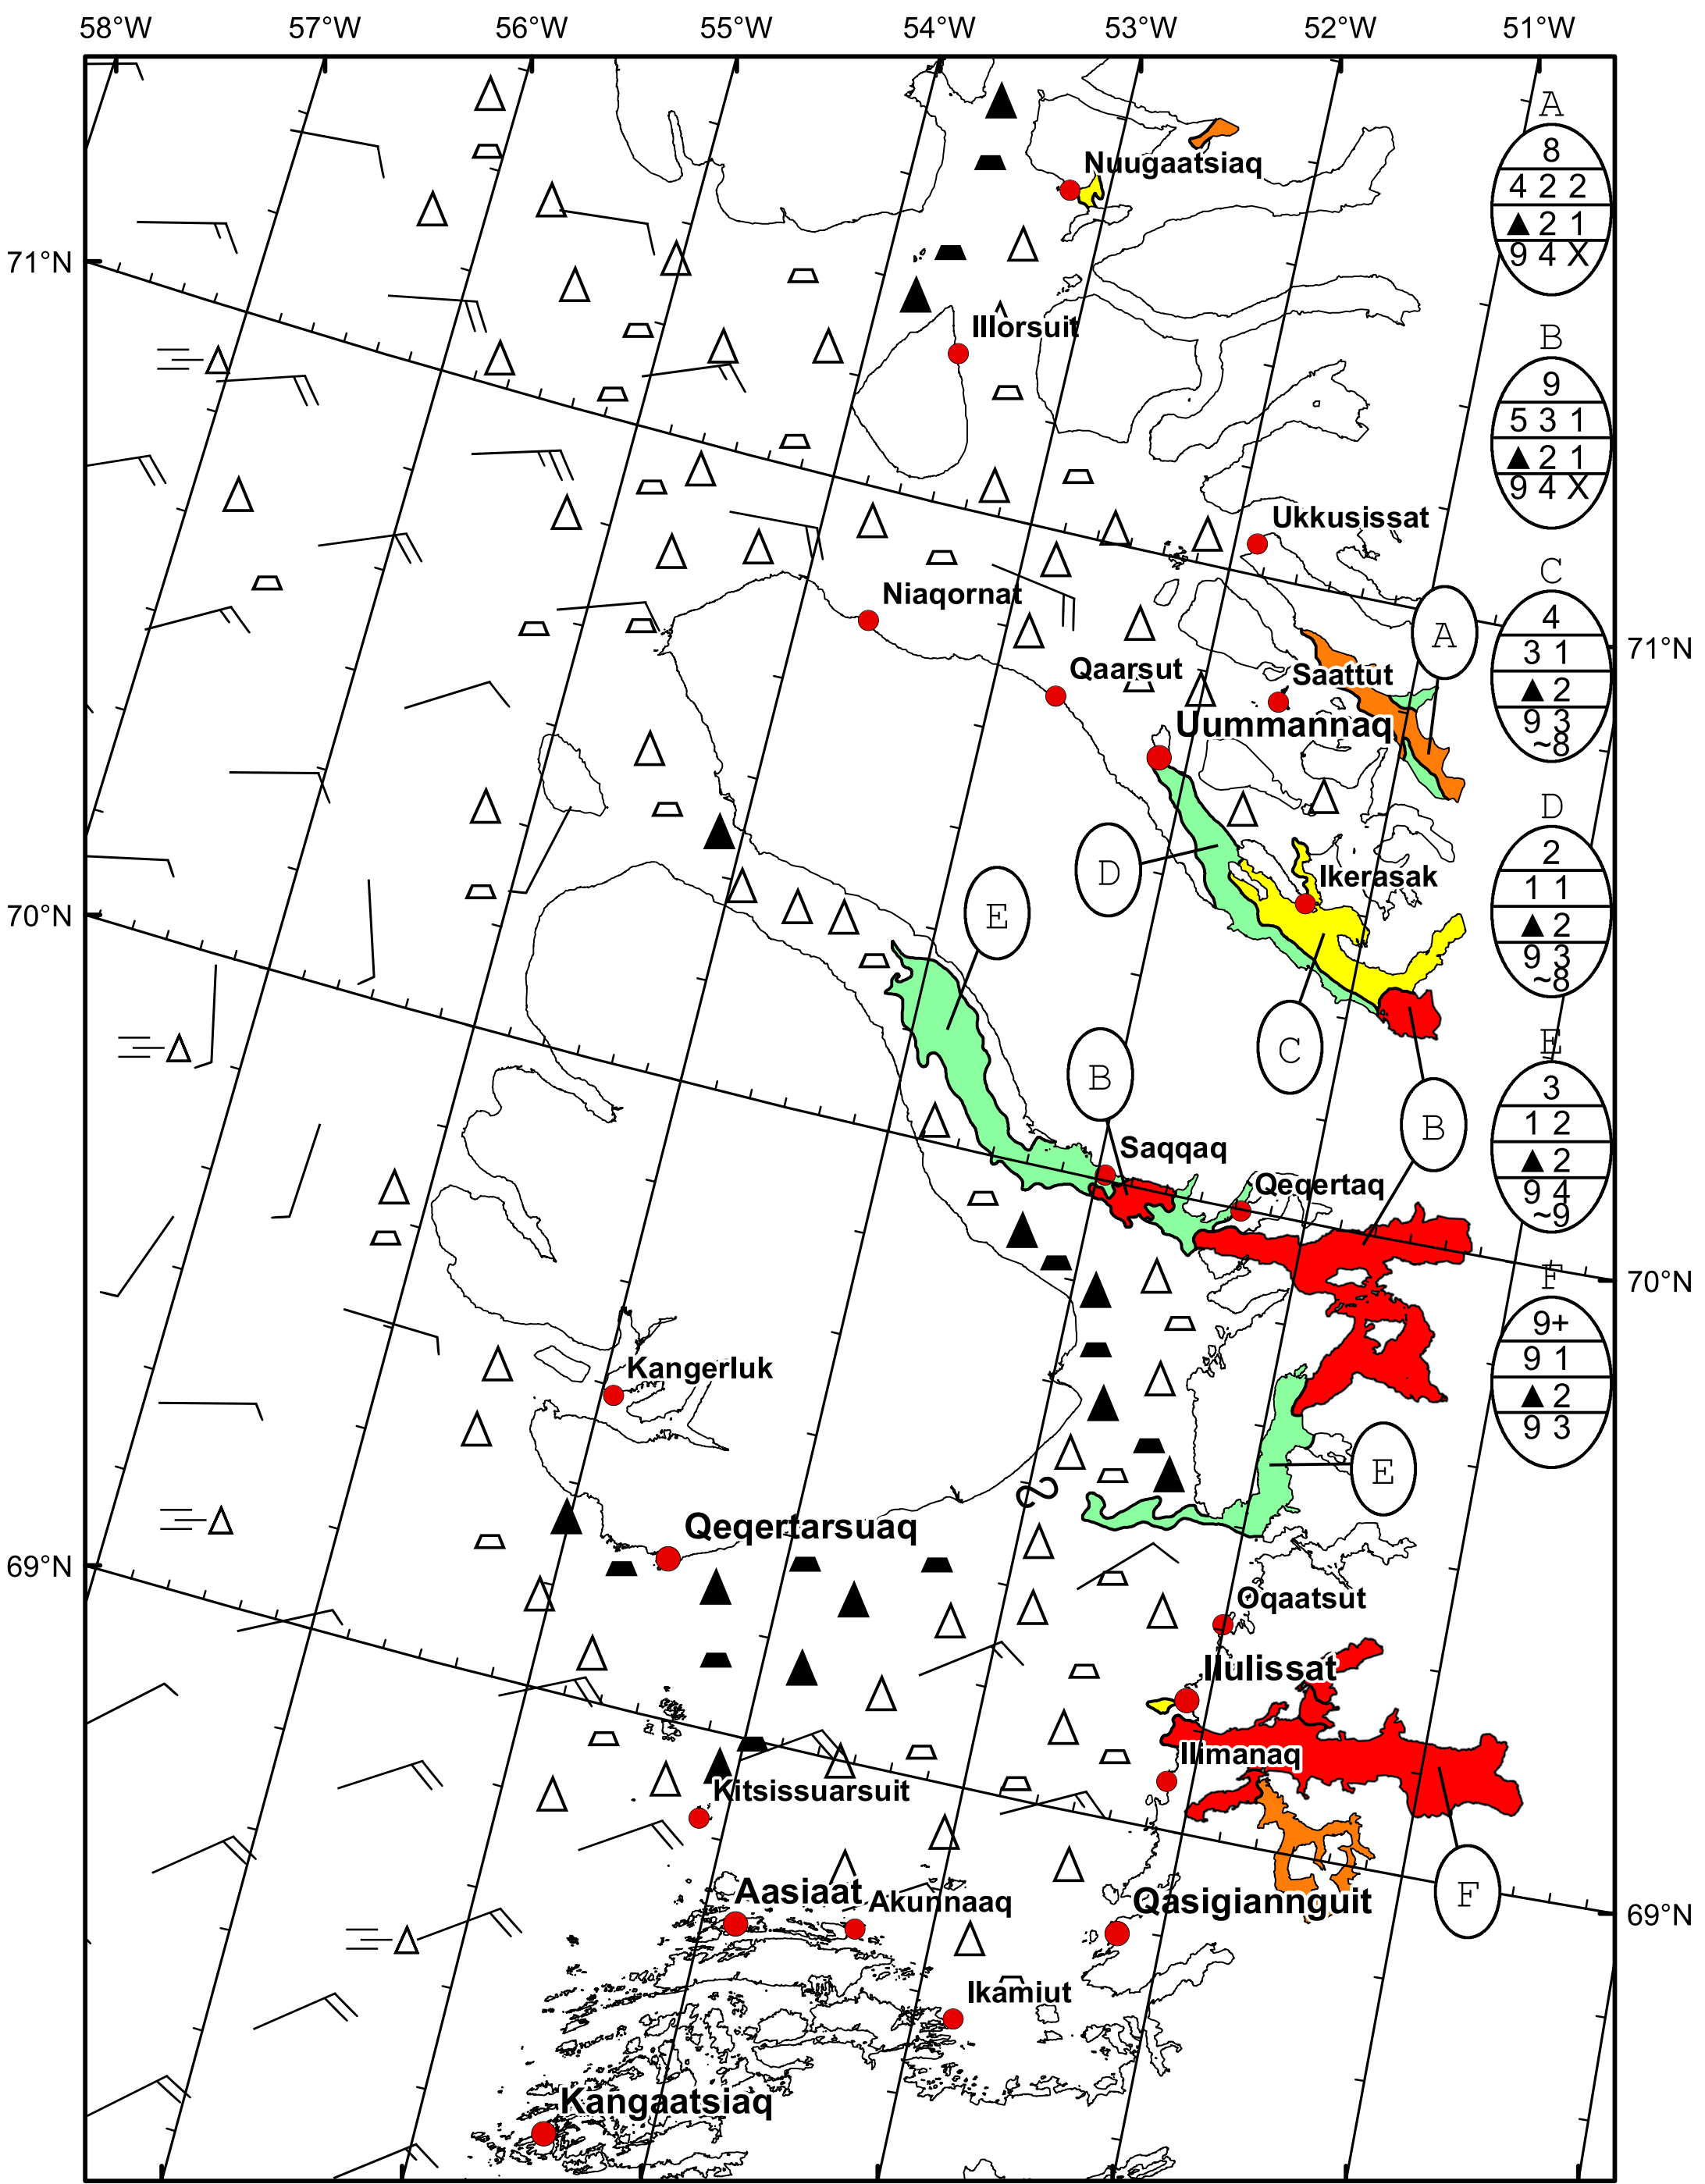 58°W 57°W 56°W 55°W 54°W 53°W 52°W 51°W
A
8
4 2 2
▲ 2 1
9 4 X
Nuugaatsiaq
71°N
Illorsuit
B
9
5 3 1
▲ 2 1
9 4 X
Ukkusissat
C
4
3 1
▲ 2
9 3
~8
Niaqornat
A
71°N
Qaarsut
Saattut
Uummannaq
D
2
1 1
▲ 2
9 3
~8
D
Ikerasak
70°N
E
B
C
B
E
3
1 2
▲ 2
9 4
~9
Saqqaq
Qeqertaq
70°N
F
9+
9 1
▲ 2
9 3
Kangerluk
E
Qeqertarsuaq
69°N
Oqaatsut
Ilulissat
Ilimanaq
Kitsissuarsuit
F
Aasiaat
Akunnaaq
Qasigiannguit
69°N
Ikamiut
Kangaatsiaq